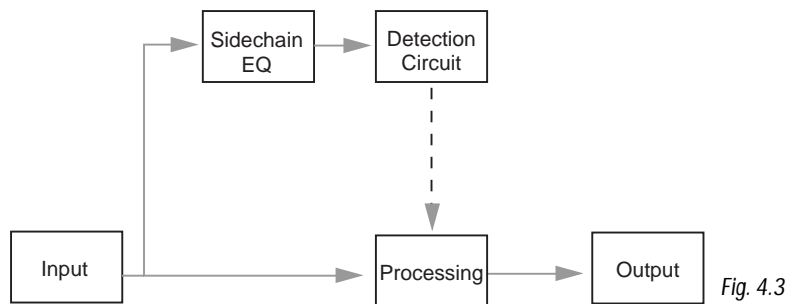 Sidechain
EQ
Detection
Circuit
Input
Processing
Output
Fig. 4.3